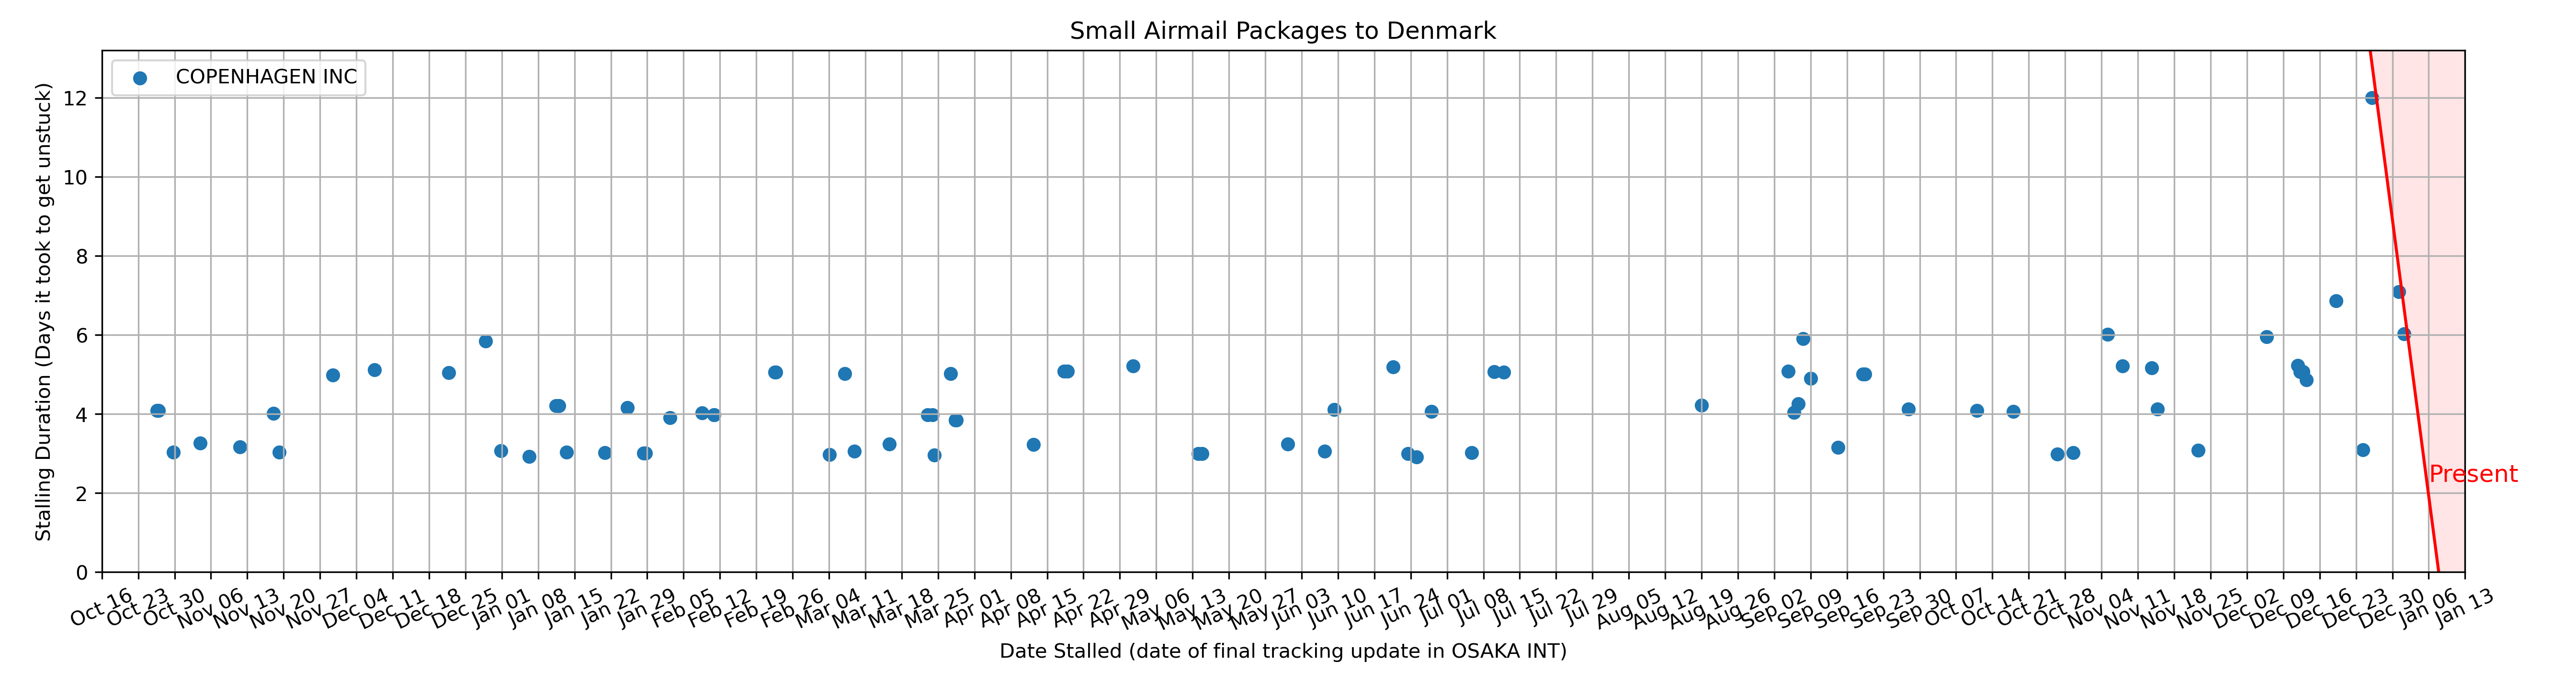 Small Airmail Packages to Denmark
COPENHAGEN INC
Stalling Duration (Days it took to get unstuck)
12
10
8
6
4
2
0
Present
Oct 16 Oct 23 Oct 30 Nov 06 Nov 13 Nov 20 Nov 27 Dec 04 Dec 11 Dec 18 Dec 25 Jan 01 Jan 08 Jan 15 Jan 22 Jan 29 Feb 05 Feb 12 Feb 19 Feb 26 Mar 04 Mar 11 Mar 18 Mar 25 Apr 01 Apr 08 Apr 15 Apr 22 Apr 29 May 06 May 13 May 20 May 27 Jun 03 Jun 10 Jun 17 Jun 24 Jul 01 Jul 08 Jul 15 Jul 22 Jul 29 Aug 05 Aug 12 Aug 19 Aug 26 Sep 02 Sep 09 Sep 16 Sep 23 Sep 30 Oct 07 Oct 14 Oct 21 Oct 28 Nov 04 Nov 11 Nov 18 Nov 25 Dec 02 Dec 09 Dec 16 Dec 23 Dec 30 Jan 06 Jan 13
Date Stalled (date of final tracking update in OSAKA INT)